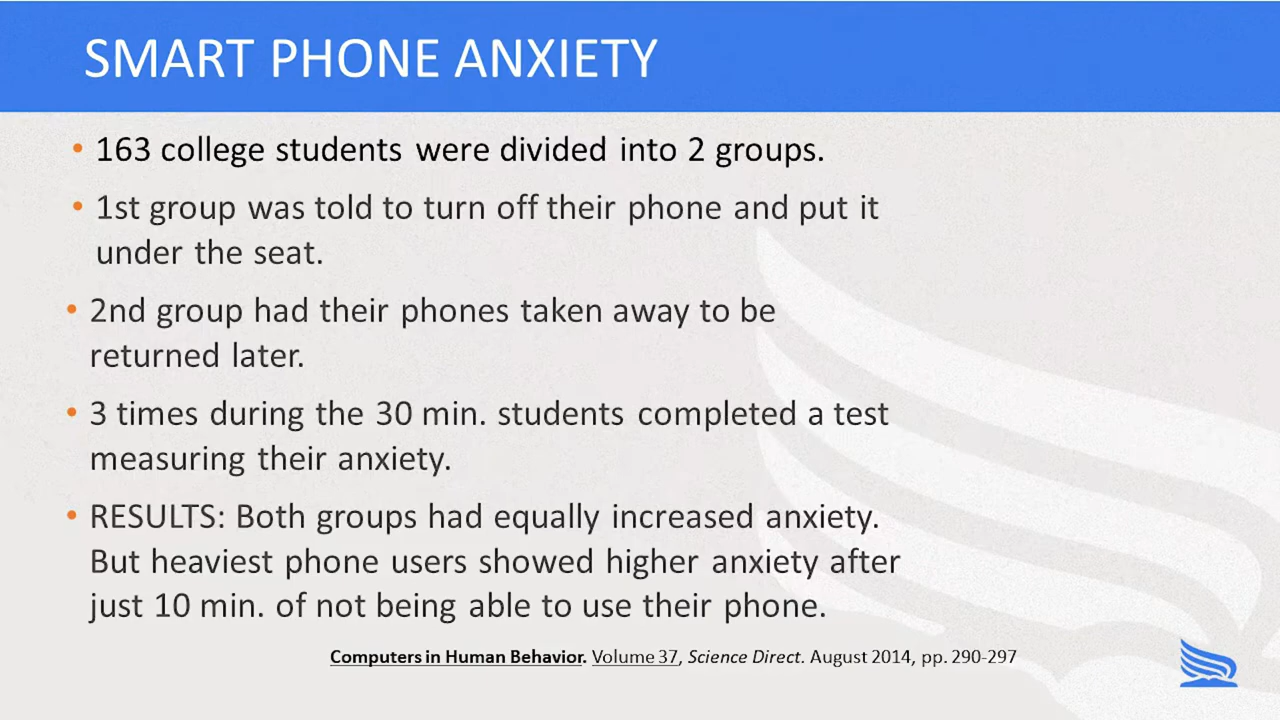 SMART PHONE ANXIETY
• 163 college students were divided into 2 groups.
• 1st group was told to turn off their phone and put it
under the seat.
• 2nd group had their phones taken away to be
returned later.
• 3 times during the 30 min. students completed a test
measuring their anxiety.
• RESULTS: Both groups had equally increased anxiety.
But heaviest phone users showed higher anxiety after
just 10 min. of not being able to use their phone.
Computers in Human Behavior. Volume 37, Science Direct. August 2014, pp. 290-297